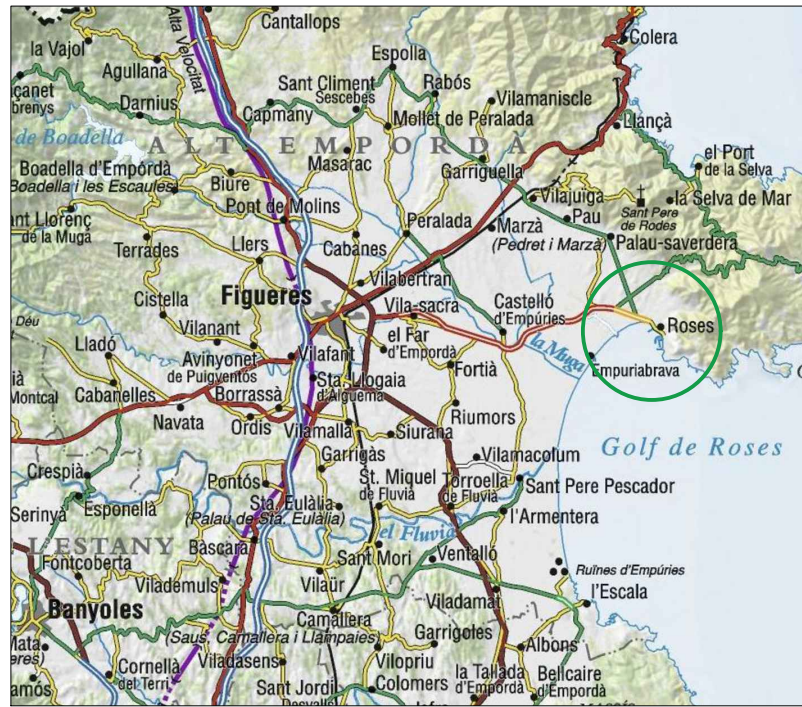 Cantallops
la Vajol
Agullana
Alta Velocitat
Colera
Espolla
Sant Climent
Sescebes
Rabós
Vilamaniscle
Darnius
Capmany
Mollet de Peralada
Llançà
de Boadella
ALT EMPORDÀ
Masarac
Garriguella
el Port
de la Selva
Boadella d'Empordà
(Boadella i les Escaules)
Biure
Vilajuïga
Sant Pere
de Rodes
la Selva de Mar
Pont de Molins
Pau
ant Llorenç
de la Muga
Peralada
Marzà
(Pedret i Marzà)
Palau-saverdera
Terrades
Llers
Cabanes
Vilabertran
Figueres
Cistella
Vila-sacra
Castelló
d'Empúries
Roses
Vilanant
el Far
d'Empordà
la Muga
Lladó
Avinyonet
de Puigventós
Vilafant
Fortià
Empuriabrava
Cabanelles
Sta. Llogaia
d'Alguema
Borrassà
Navata
Ordis
Vilamalla
Siurana
Riumors
Golf de Roses
Garrigàs
Vilamacolum
Crespià
Pontós
St. Miquel
de Fluvià
Torroella
de Fluvià
Sant Pere Pescador
Esponellà
Serinyà
Sta. Eulàlia
(Palau de Sta. Eulàlia)
l'Armentera
el Fluvià
L'ESTANY
Bàscara
Sant Mori
Ventalló
Fontcoberta
Vilademuls
Vilaür
Ruïnes d'Empúries
l'Escala
Banyoles
Camallera
Viladamat
(Saus, Camallera i Llampaies)
Garrigoles
Viladasens
Vilopriu
Albons
Cornellà
del Terri
Sant Jordi
Colomers
la Tallada
d'Empordà
Bellcaire
d'Empordà